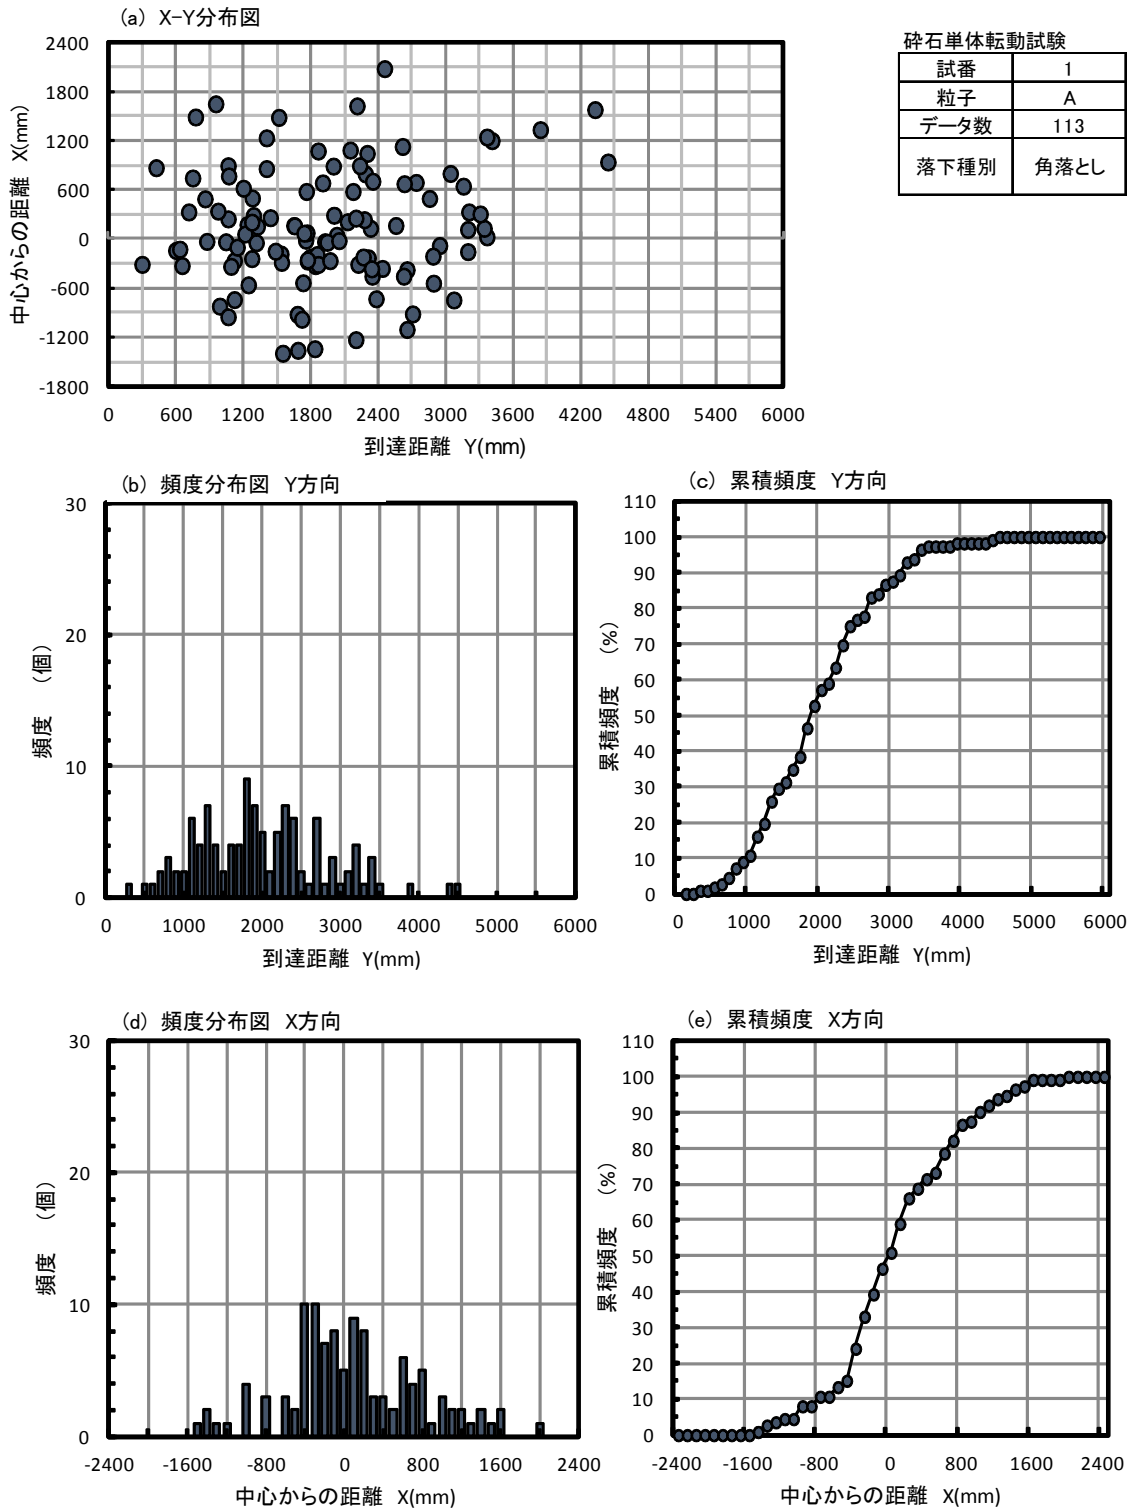 (a) X-Y分布図
2400
1800
1200
600
0
-600
-1200
-1800
中心からの距離 X(mm)
0 600 1200 1800 2400 3000 3600 4200 4800 5400 6000
到達距離 Y(mm)
砕石単体転動試験
試番 1
粒子 A
データ数 113
落下種別 角落とし
(b) 頻度分布図 Y方向
30
20
10
0
頻度 (個)
0 1000 2000 3000 4000 5000 6000
到達距離 Y(mm)
(c) 累積頻度 Y方向
110
100
90
80
70
60
50
40
30
20
10
0
累積頻度 (%)
0 1000 2000 3000 4000 5000 6000
到達距離 Y(mm)
(d) 頻度分布図 X方向
30
20
10
0
頻度 (個)
-2400 -1600 -800 0 800 1600 2400
中心からの距離 X(mm)
(e) 累積頻度 X方向
110
100
90
80
70
60
50
40
30
20
10
0
累積頻度 (%)
-2400 -1600 -800 0 800 1600 2400
中心からの距離 X(mm)